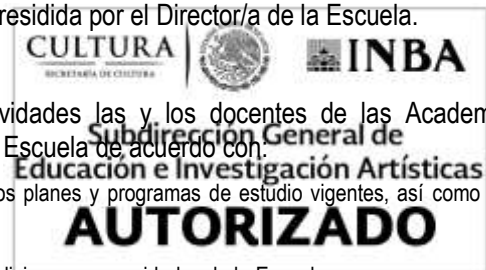 residida por el Director/a de la Escuela.
CULTURA
SECRETARÍA DE CULTURA
INBA
vidades las y los docentes de las Academ
Escuela de acuerdo con:
Subdirección General de
Educación e Investigación Artísticas
os planes y programas de estudio vigentes, así como
AUTORIZADO